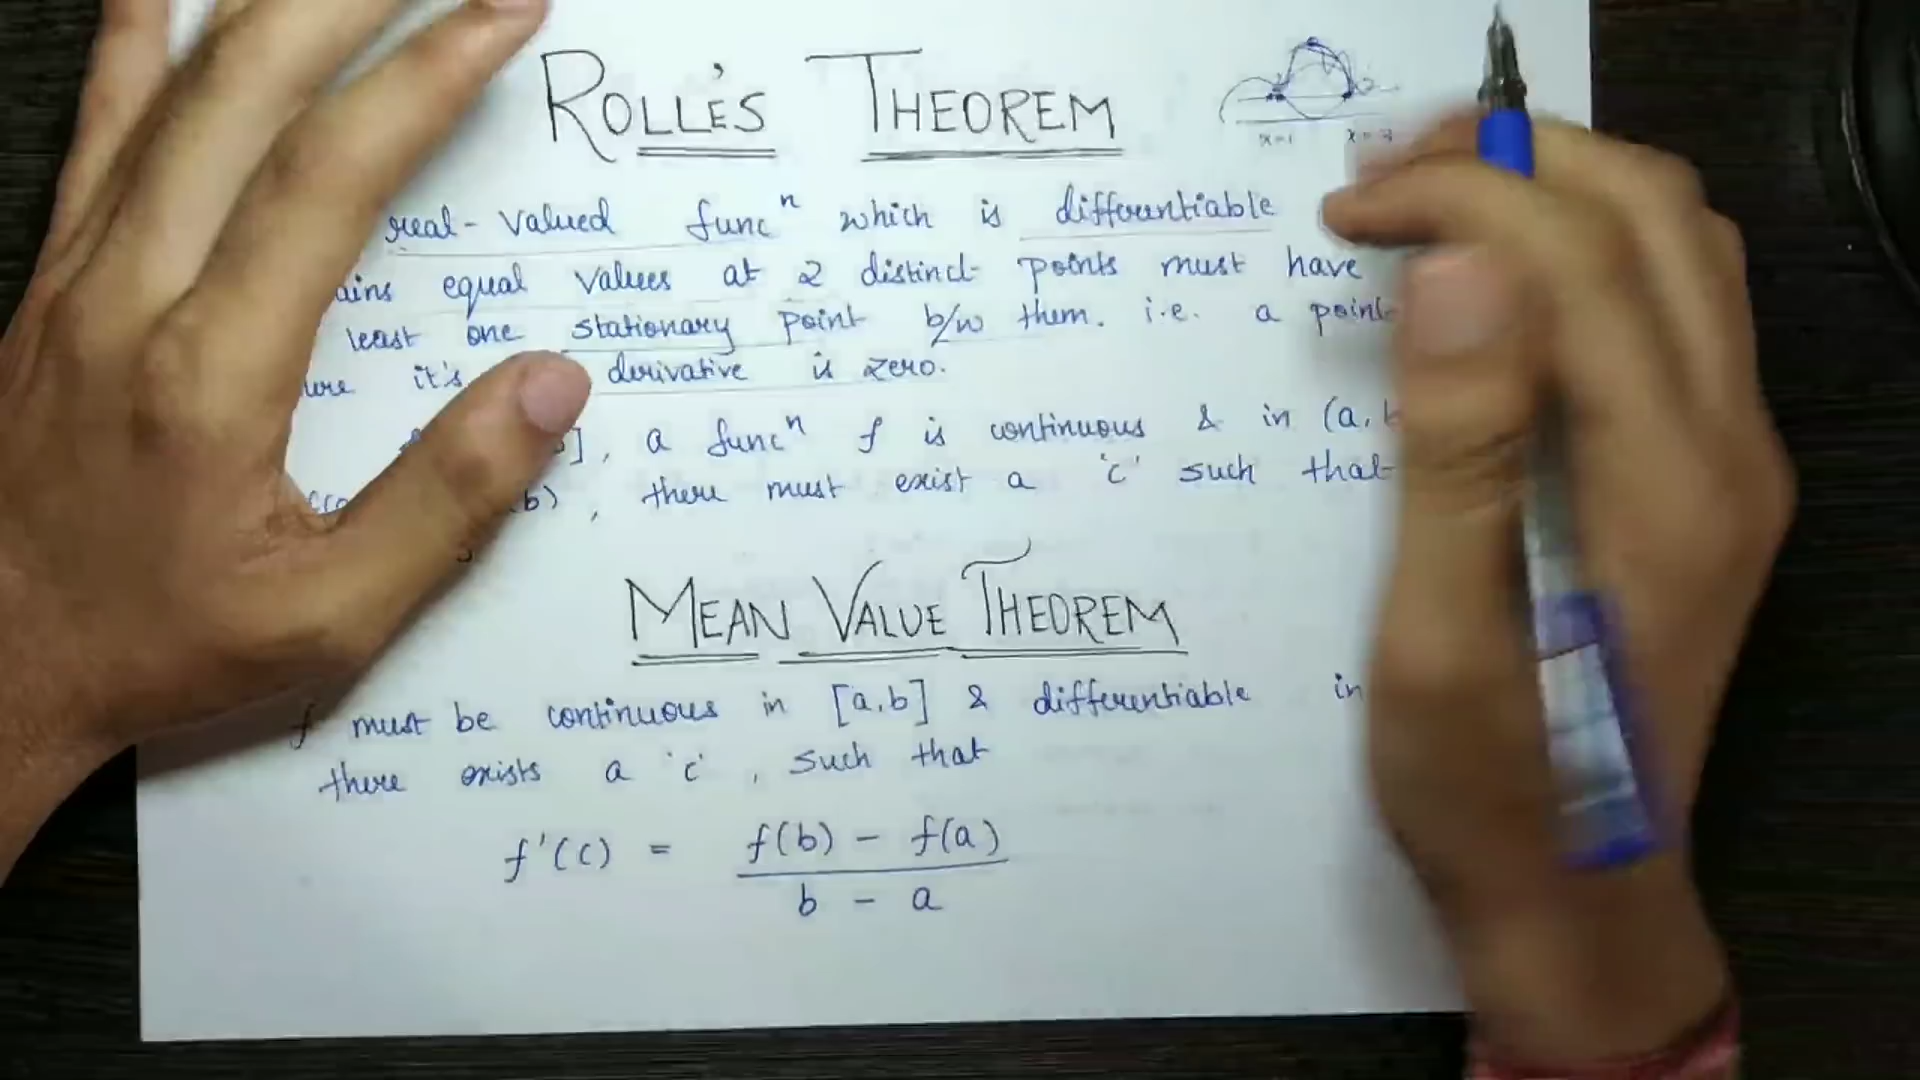 ROLLE'S THEOREM
x=1
real-valued funcⁿ which is differentiable
equal values at 2 distinct points must have
least one stationary point b/w them. i.e. a point
it's derivative is zero.
], a funcⁿ f is continuous & in (a,
b), there must exist a 'c' such that
MEAN VALUE THEOREM
f must be continuous in [a,b] & differentiable in
there exists a 'c', such that
f'(c) = f(b) - f(a)
b - a